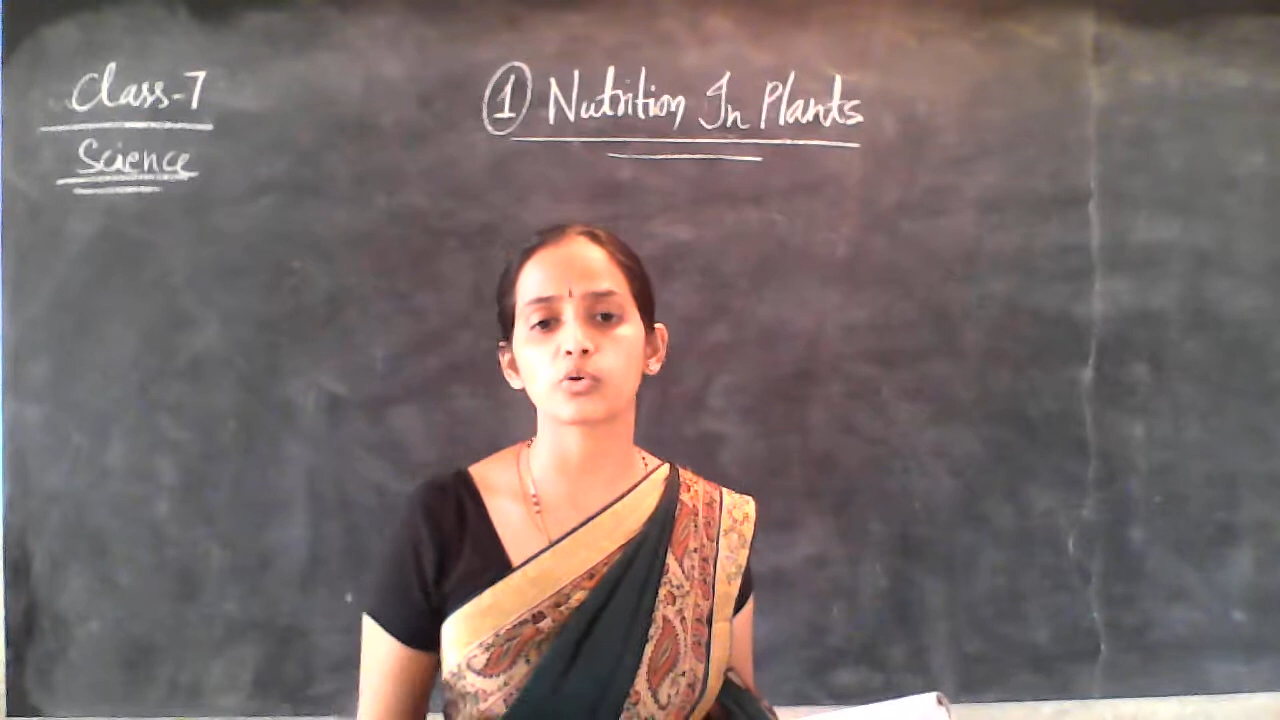 Class-7
Science
① Nutrition In Plants